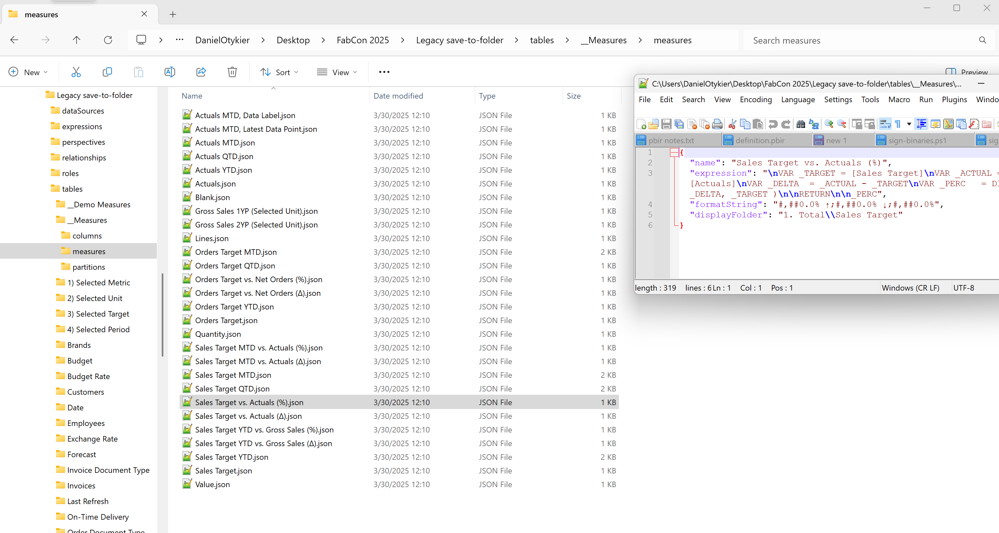 measures
DanielOtykier > Desktop > FabCon 2025 > Legacy save-to-folder > tables > __Measures > measures
Search measures
New
Sort
View
Preview
Legacy save-to-folder
dataSources
expressions
perspectives
relationships
roles
tables
__Demo Measures
__Measures
columns
measures
partitions
1) Selected Metric
2) Selected Unit
3) Selected Target
4) Selected Period
Brands
Budget
Budget Rate
Customers
Date
Employees
Exchange Rate
Forecast
Invoice Document Type
Invoices
Last Refresh
On-Time Delivery
Order Document Type
Name Date modified Type Size
Actuals MTD, Data Label.json 3/30/2025 12:10 JSON File 1 KB
Actuals MTD, Latest Data Point.json 3/30/2025 12:10 JSON File 1 KB
Actuals MTD.json 3/30/2025 12:10 JSON File 1 KB
Actuals QTD.json 3/30/2025 12:10 JSON File 1 KB
Actuals YTD.json 3/30/2025 12:10 JSON File 1 KB
Actuals.json 3/30/2025 12:10 JSON File 1 KB
Blank.json 3/30/2025 12:10 JSON File 1 KB
Gross Sales 1YP (Selected Unit).json 3/30/2025 12:10 JSON File 1 KB
Gross Sales 2YP (Selected Unit).json 3/30/2025 12:10 JSON File 1 KB
Lines.json 3/30/2025 12:10 JSON File 1 KB
Orders Target MTD.json 3/30/2025 12:10 JSON File 2 KB
Orders Target QTD.json 3/30/2025 12:10 JSON File 1 KB
Orders Target vs. Net Orders (%).json 3/30/2025 12:10 JSON File 1 KB
Orders Target vs. Net Orders (Δ).json 3/30/2025 12:10 JSON File 1 KB
Orders Target YTD.json 3/30/2025 12:10 JSON File 1 KB
Orders Target.json 3/30/2025 12:10 JSON File 1 KB
Quantity.json 3/30/2025 12:10 JSON File 1 KB
Sales Target MTD vs. Actuals (%).json 3/30/2025 12:10 JSON File 1 KB
Sales Target MTD vs. Actuals (Δ).json 3/30/2025 12:10 JSON File 1 KB
Sales Target MTD.json 3/30/2025 12:10 JSON File 2 KB
Sales Target QTD.json 3/30/2025 12:10 JSON File 2 KB
Sales Target vs. Actuals (%).json 3/30/2025 12:10 JSON File 1 KB
Sales Target vs. Actuals (Δ).json 3/30/2025 12:10 JSON File 1 KB
Sales Target YTD vs. Gross Sales (%).json 3/30/2025 12:10 JSON File 1 KB
Sales Target YTD vs. Gross Sales (Δ).json 3/30/2025 12:10 JSON File 1 KB
Sales Target YTD.json 3/30/2025 12:10 JSON File 2 KB
Sales Target.json 3/30/2025 12:10 JSON File 1 KB
Value.json 3/30/2025 12:10 JSON File 1 KB
C:\Users\DanielOtykier\Desktop\FabCon 2025\Legacy save-to-folder\tables\__Measures\...
File Edit Search View Encoding Language Settings Tools Macro Run Plugins Windo
pbir notes.txt definition.pbir new 1 sign-binaries.ps1 sig
1 {
2 "name": "Sales Target vs. Actuals (%)",
3 "expression": "\nVAR _TARGET = [Sales Target]\nVAR _ACTUAL =
[Actuals]\nVAR _DELTA  = _ACTUAL - _TARGET\nVAR _PERC   = DI
_DELTA, _TARGET )\n\nRETURN\n\n_PERC",
4 "formatString": "#,##0.0% ↑;#,##0.0% ↓;#,##0.0%",
5 "displayFolder": "1. Total\\Sales Target"
6 }
length : 319 lines : 6 Ln : 1 Col : 1 Pos : 1 Windows (CR LF) UTF-8